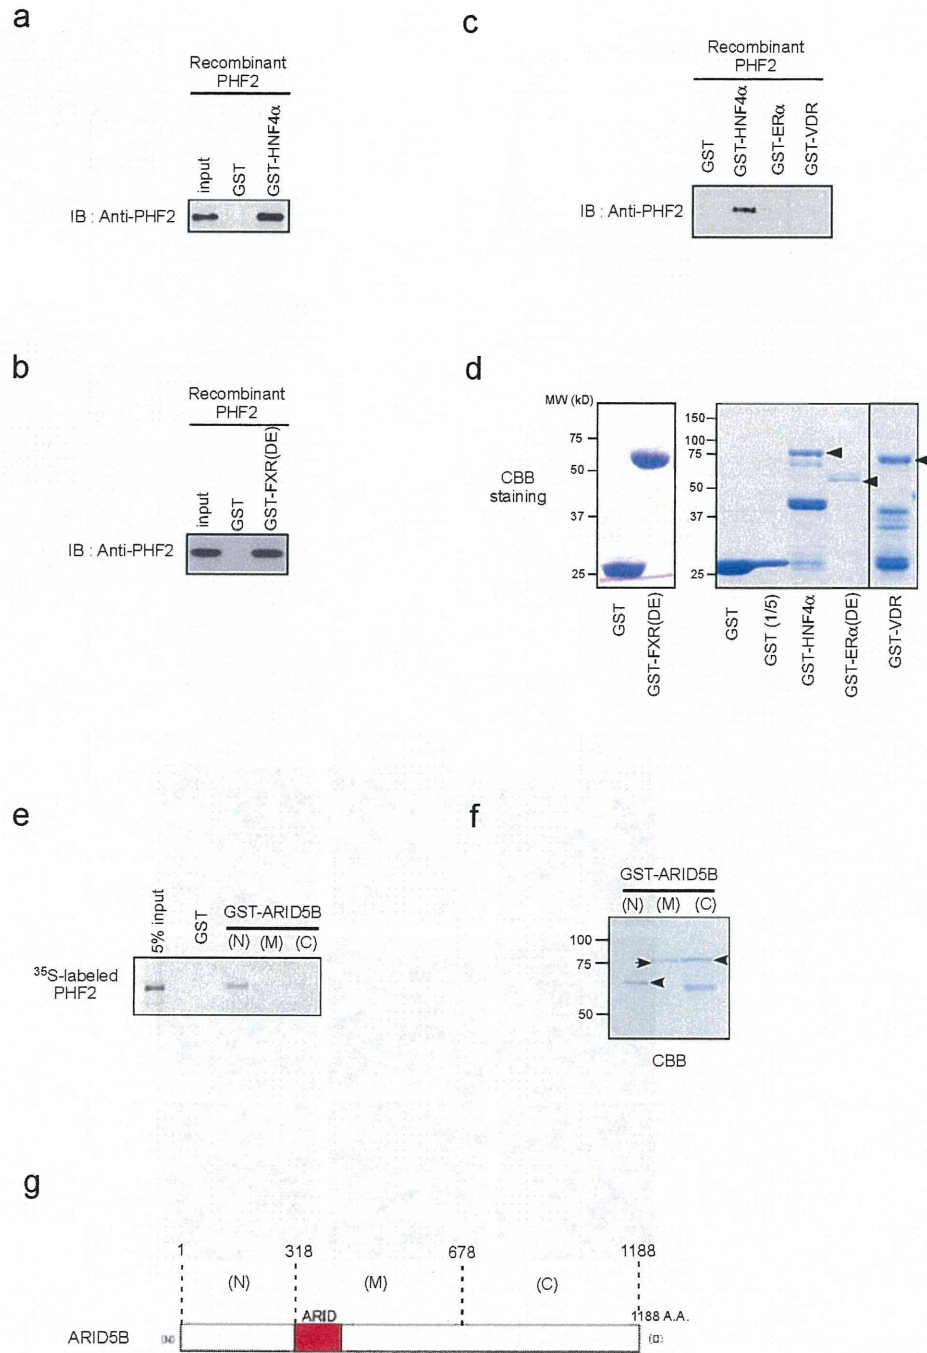 a
Recombinant
PHF2
input
GST
GST-HNF4α
IB : Anti-PHF2
c
Recombinant
PHF2
GST
GST-HNF4α
GST-ERα
GST-VDR
IB : Anti-PHF2
b
Recombinant
PHF2
input
GST
GST-FXR(DE)
IB : Anti-PHF2
d
MW (kD)
75
50
37
25
CBB
staining
GST
GST-FXR(DE)
150
100
75
50
37
25
GST
GST (1/5)
GST-HNF4α
GST-ERα(DE)
GST-VDR
e
5% input
GST
GST-ARID5B
(N) (M) (C)
35S-labeled
PHF2
f
GST-ARID5B
(N) (M) (C)
100
75
50
CBB
g
1 318 678 1188
(N) (M) (C)
ARID
1188 A.A.
ARID5B
(N)
(C)